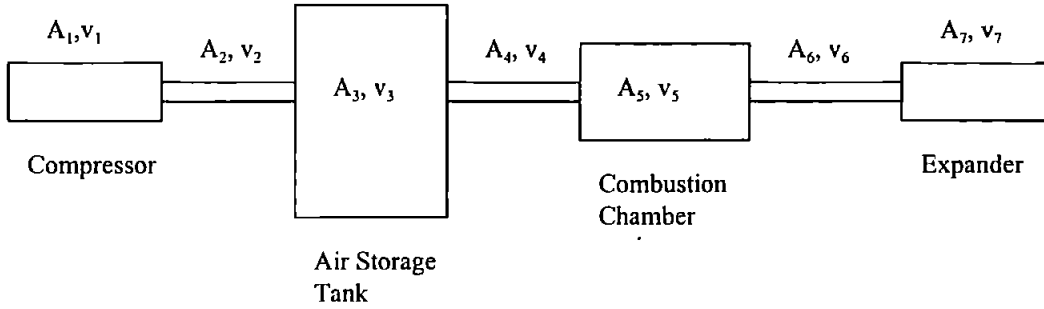 A₁,v₁
A₂, v₂
A₃, v₃
A₄, v₄
A₅, v₅
A₆, v₆
A₇, v₇
Compressor
Air Storage
Tank
Combustion
Chamber
Expander